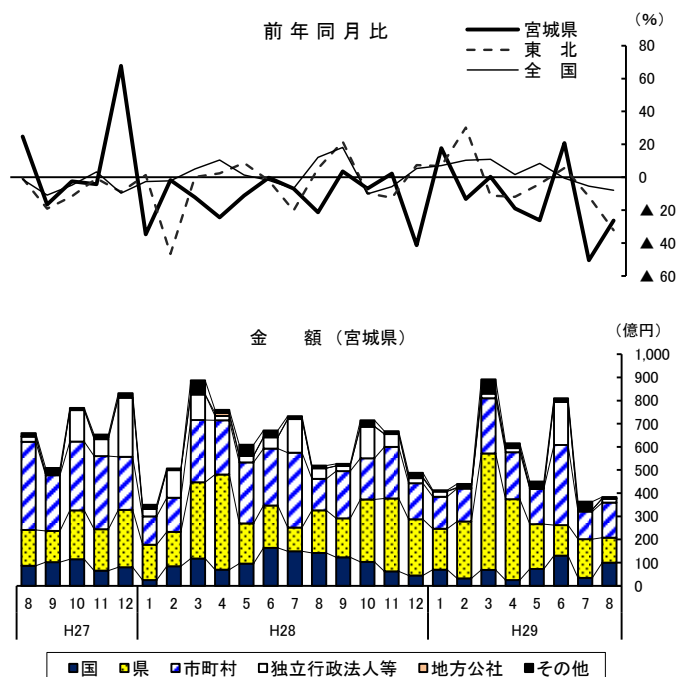 前年同月比
(%)
宮城県
東　北
全　国
80
60
40
20
0
▲ 20
▲ 40
▲ 60
金　額（宮城県）
(億円)
1,000
900
800
700
600
500
400
300
200
100
0
8 9 10 11 12 1 2 3 4 5 6 7 8 9 10 11 12 1 2 3 4 5 6 7 8
H27 H28 H29
■国 県 市町村 □独立行政法人等 地方公社 ■その他